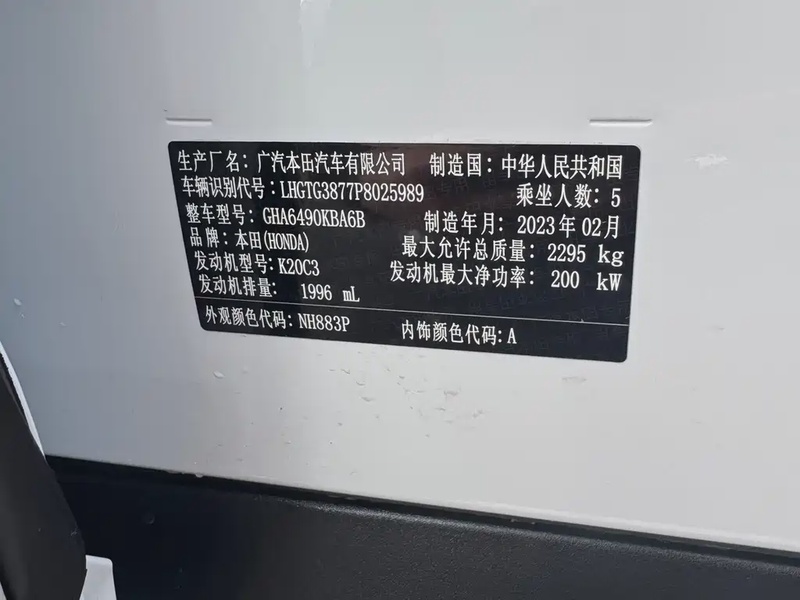 生产厂名：广汽本田汽车有限公司 制造国：中华人民共和国
车辆识别代号：LHGTG3877P8025989 乘坐人数：5
整车型号：GHA6490KBA6B 制造年月：2023年02月
品牌：本田(HONDA) 最大允许总质量：2295 kg
发动机型号：K20C3 发动机最大净功率：200 kW
发动机排量： 1996 mL
外观颜色代码：NH883P 内饰颜色代码：A